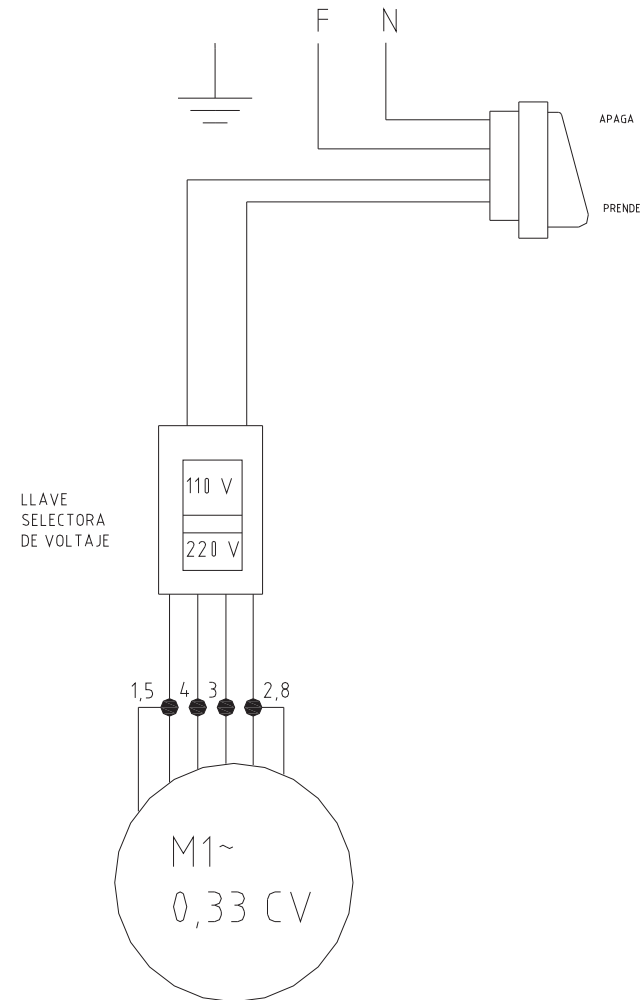 F N
APAGA
PRENDE
110 V
LLAVE
SELECTORA
DE VOLTAJE
220 V
1,5 4 3 2,8
M1~
0,33 CV